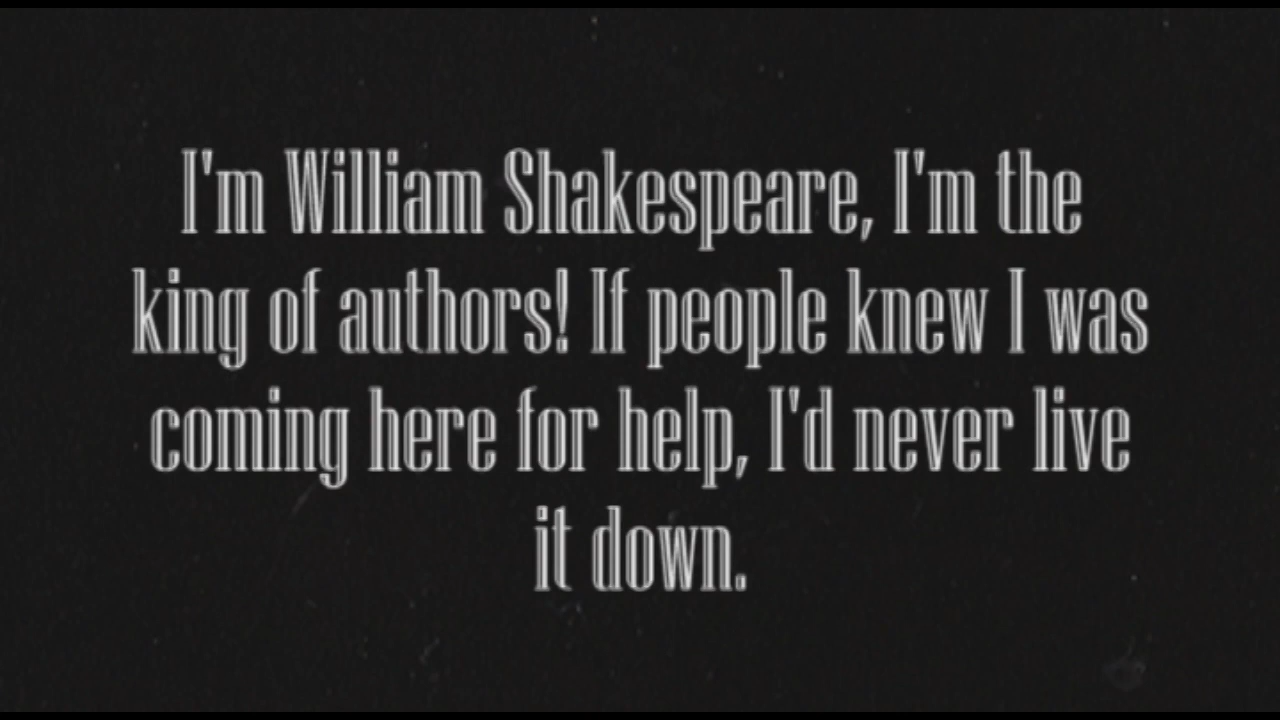 I'm William Shakespeare, I'm the
king of authors! If people knew I was
coming here for help, I'd never live
it down.